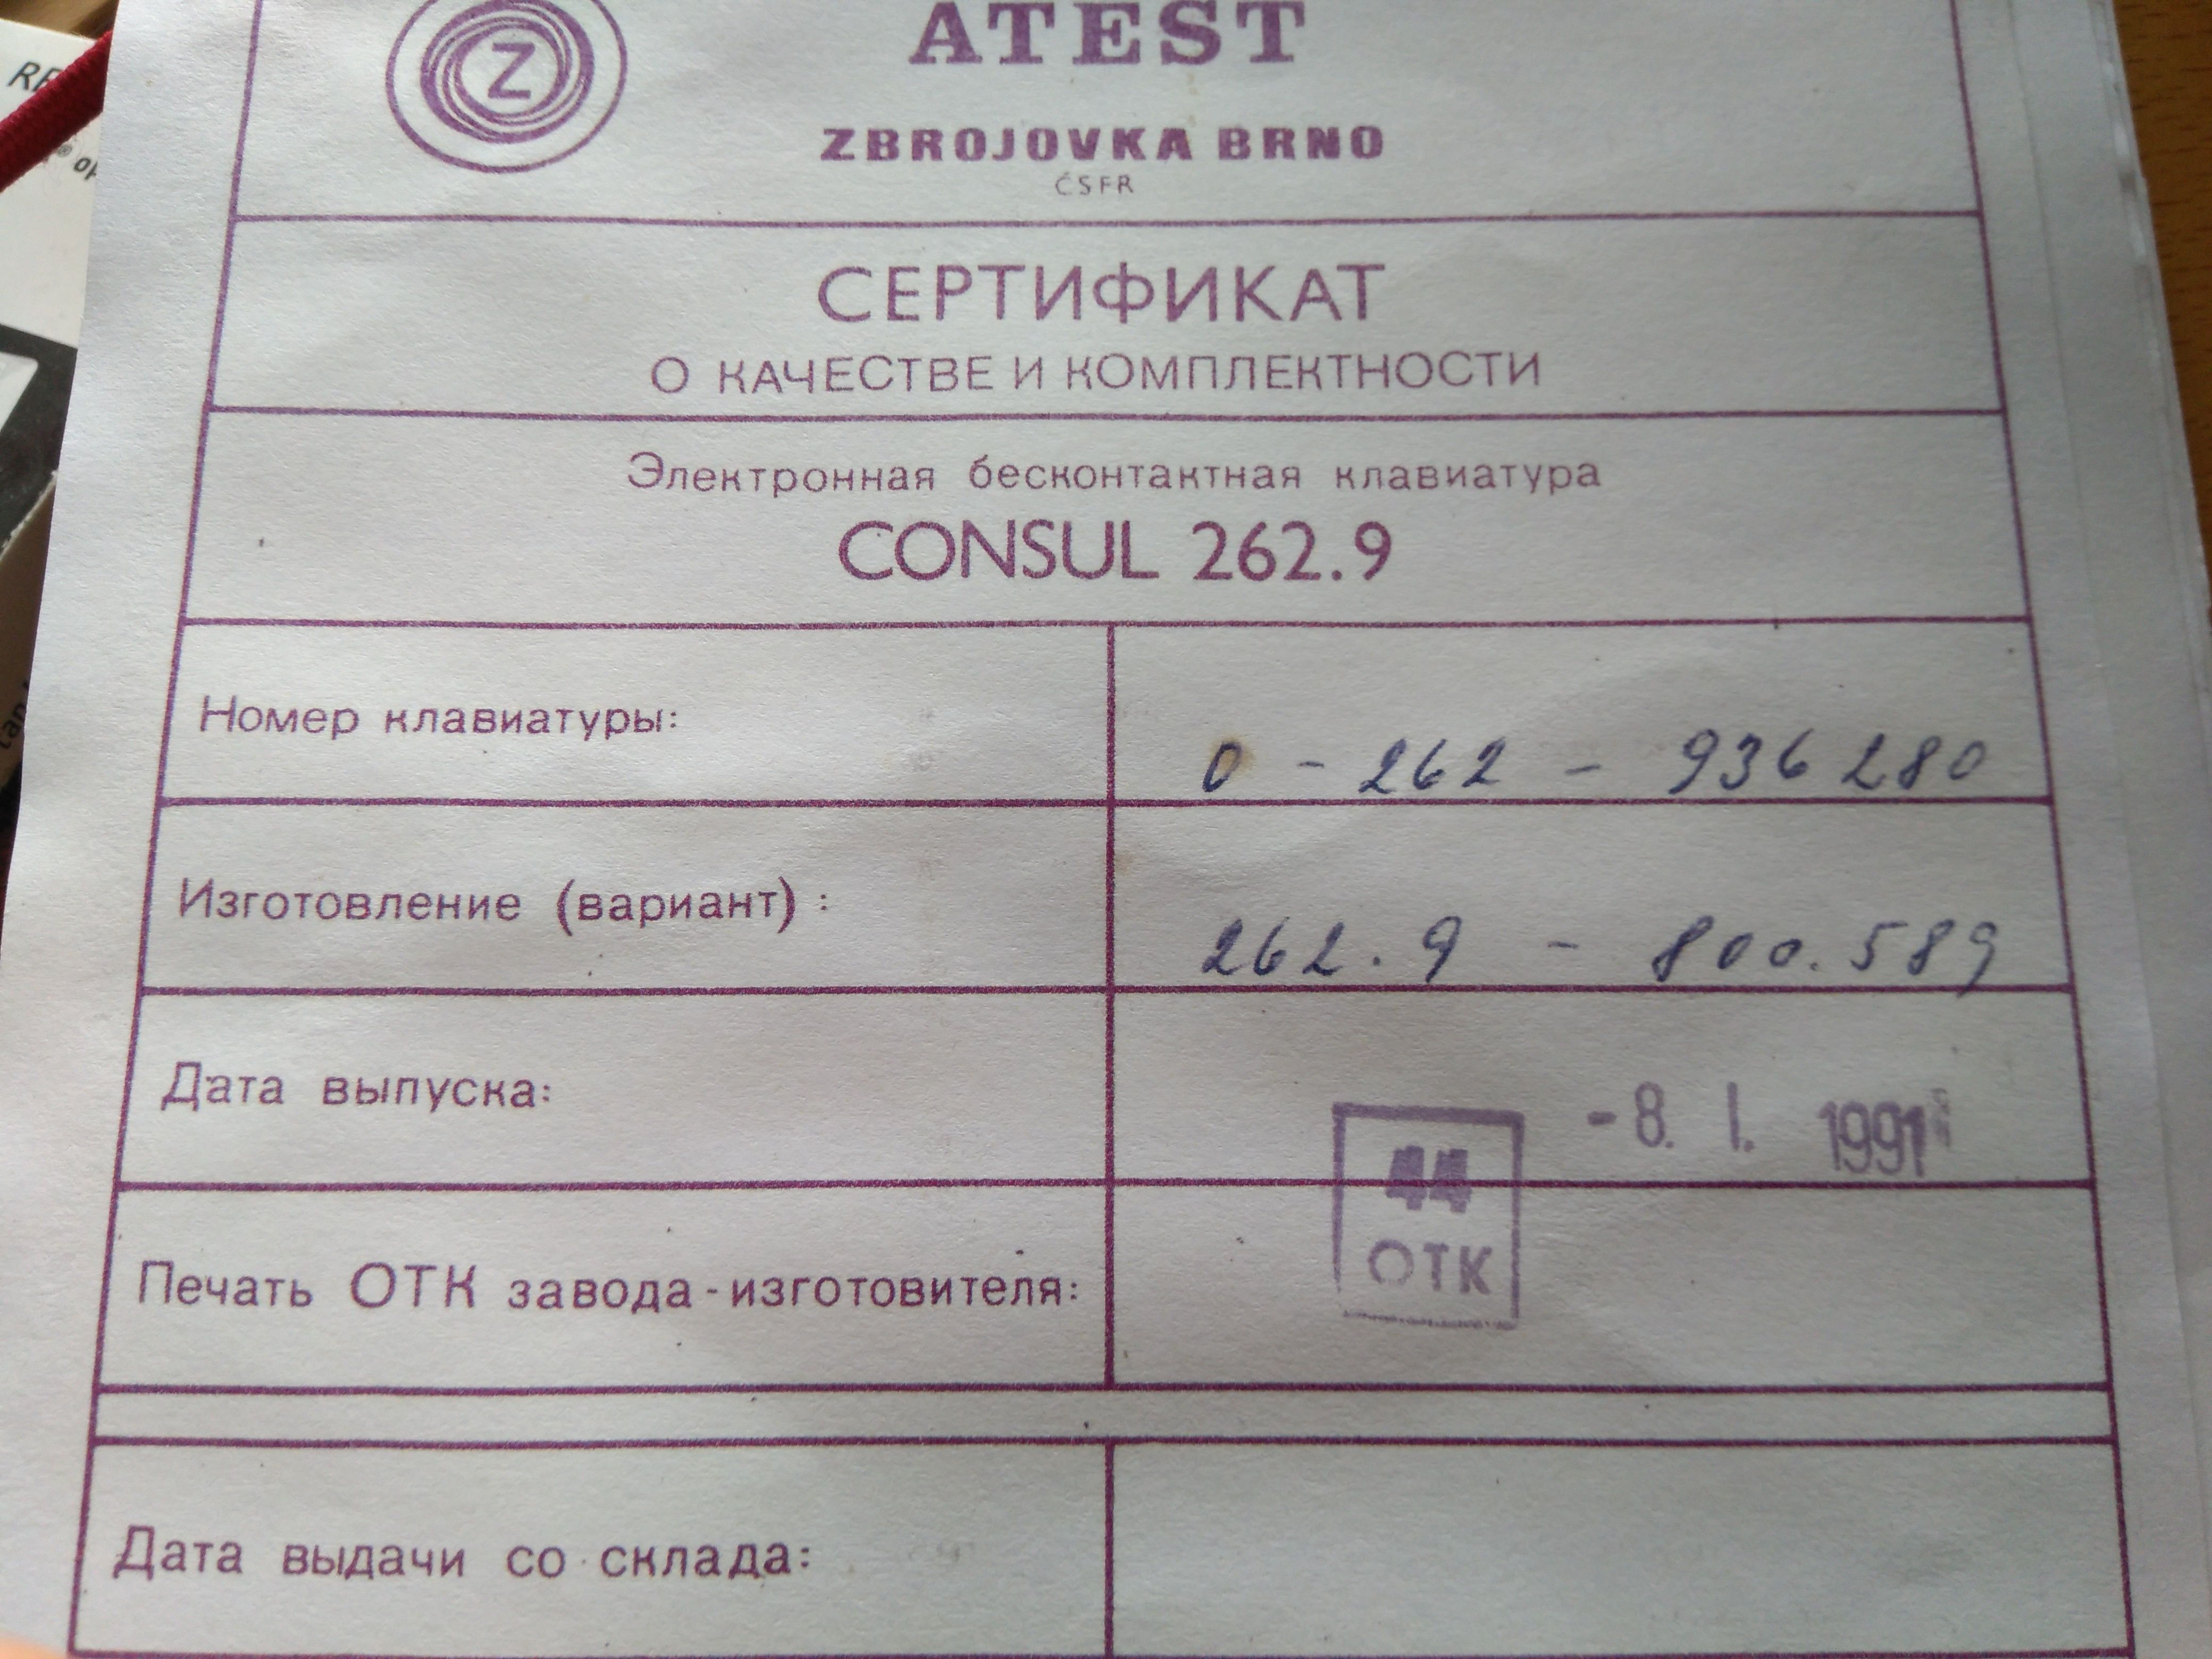 Z
ATEST
ZBROJOVKA BRNO
ČSFR
СЕРТИФИКАТ
О КАЧЕСТВЕ И КОМПЛЕКТНОСТИ
Электронная бесконтактная клавиатура
CONSUL 262.9
Номер клавиатуры:
0 - 262 - 936280
Изготовление (вариант) :
262.9 - 800.589
Дата выпуска:
-8. I. 1991
Печать ОТК завода-изготовителя:
44
ОТК
Дата выдачи со склада: